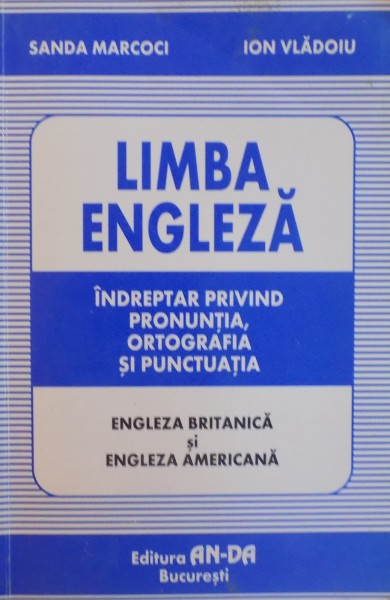 SANDA MARCOCI ION VLĂDOIU
LIMBA
ENGLEZĂ
ÎNDREPTAR PRIVIND
PRONUNȚIA,
ORTOGRAFIA
ȘI PUNCTUAȚIA
ENGLEZA BRITANICĂ
și
ENGLEZA AMERICANĂ
Editura AN-DA
București